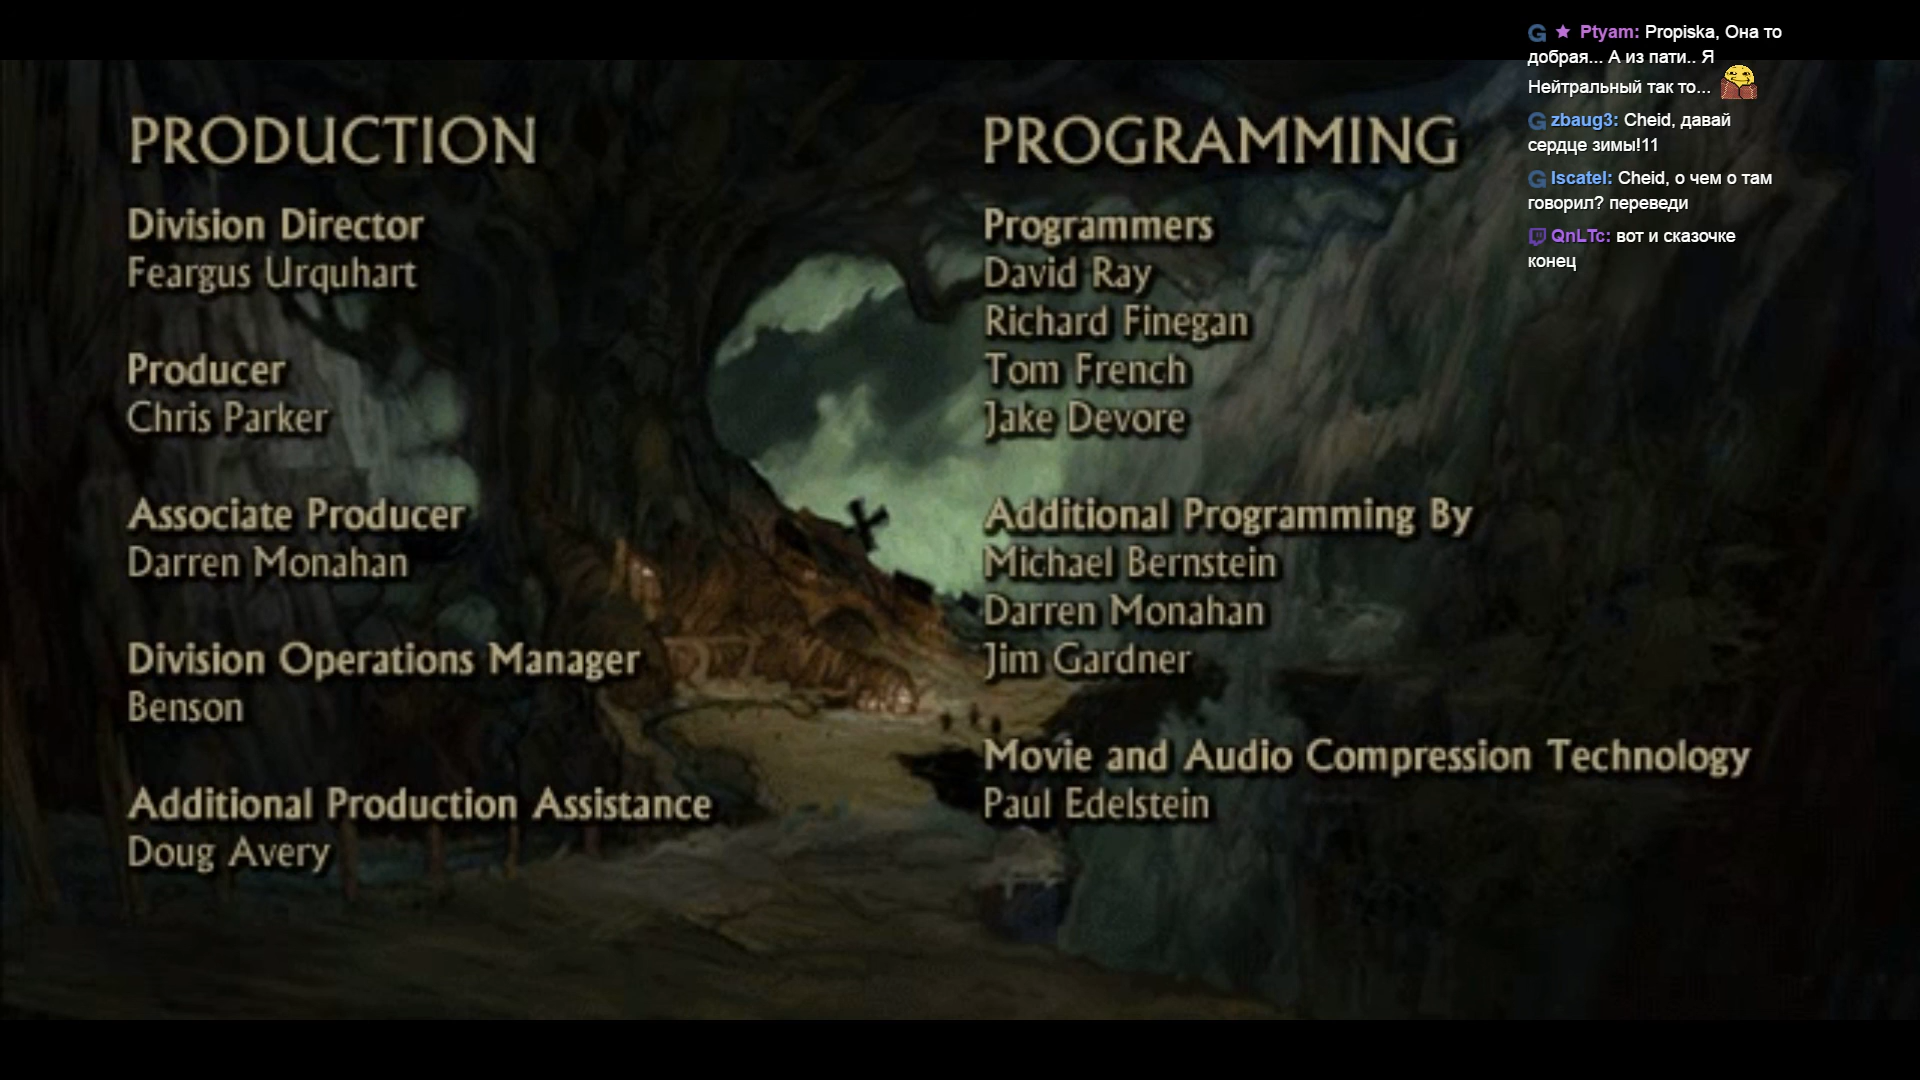 PRODUCTION
Division Director
Feargus Urquhart
Producer
Chris Parker
Associate Producer
Darren Monahan
Division Operations Manager
Benson
Additional Production Assistance
Doug Avery
PROGRAMMING
Programmers
David Ray
Richard Finegan
Tom French
Jake Devore
Additional Programming By
Michael Bernstein
Darren Monahan
Jim Gardner
Movie and Audio Compression Technology
Paul Edelstein
Ptyam: Propiska, Она то
добрая... А из пати.. Я
Нейтральный так то...
zbaug3: Cheid, давай
сердце зимы!11
Iscatel: Cheid, о чем о там
говорил? переведи
QnLTc: вот и сказочке
конец